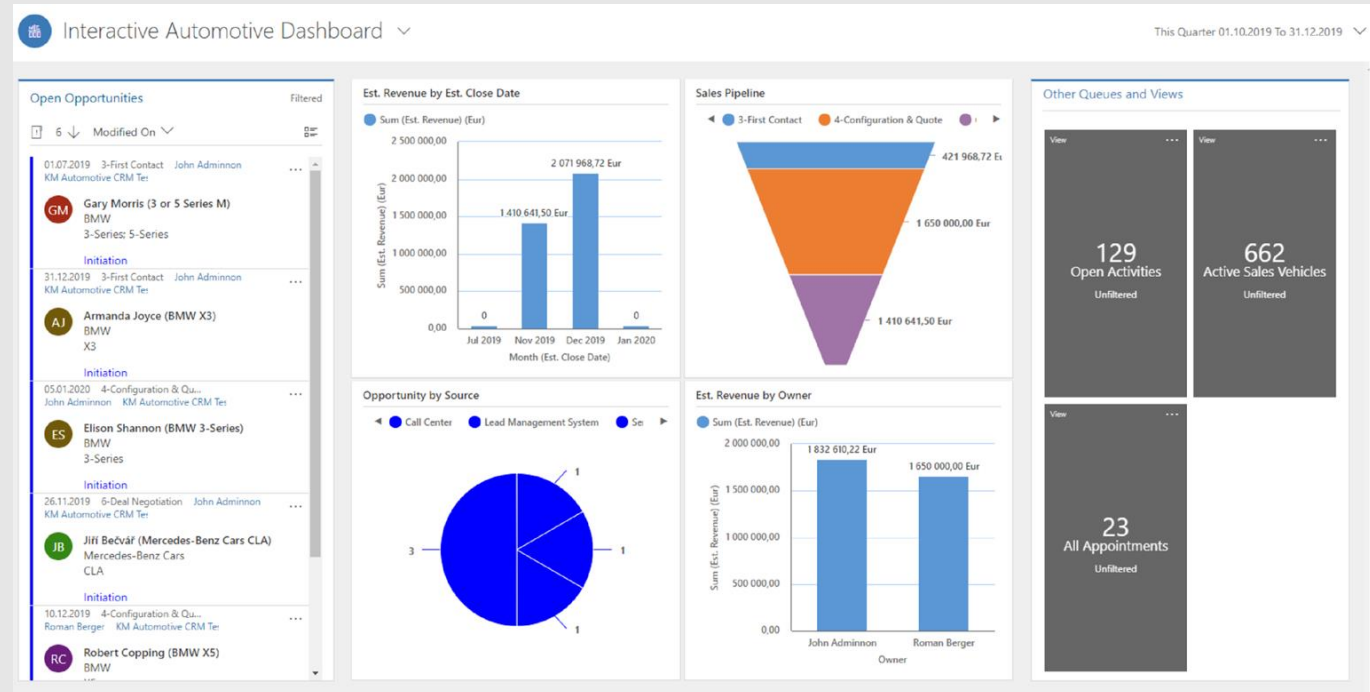 Interactive Automotive Dashboard
This Quarter 01.10.2019 To 31.12.2019
Open Opportunities
Filtered
6 Modified On
01.07.2019 3-First Contact John Adminnon
KM Automotive CRM Te
GM
Gary Morris (3 or 5 Series M)
BMW
3-Series; 5-Series
Initiation
31.12.2019 3-First Contact John Adminnon
KM Automotive CRM Te
AJ
Armanda Joyce (BMW X3)
BMW
X3
Initiation
05.01.2020 4-Configuration & Qu...
John Adminnon KM Automotive CRM Te
ES
Elison Shannon (BMW 3-Series)
BMW
3-Series
Initiation
26.11.2019 6-Deal Negotiation John Adminnon
KM Automotive CRM Te
JB
Jiří Bečvář (Mercedes-Benz Cars CLA)
Mercedes-Benz Cars
CLA
Initiation
10.12.2019 4-Configuration & Qu...
Roman Berger KM Automotive CRM Te
RC
Robert Copping (BMW X5)
BMW
Est. Revenue by Est. Close Date
Sum (Est. Revenue) (Eur)
Sum (Est. Revenue) (Eur)
2 500 000,00
2 000 000,00
1 500 000,00
1 000 000,00
500 000,00
0,00
0
1 410 641,50 Eur
2 071 968,72 Eur
0
Jul 2019 Nov 2019 Dec 2019 Jan 2020
Month (Est. Close Date)
Sales Pipeline
3-First Contact 4-Configuration & Quote
421 968,72 Eu
1 650 000,00 Eur
1 410 641,50 Eur
Opportunity by Source
Call Center Lead Management System Se
1
3
1
1
Est. Revenue by Owner
Sum (Est. Revenue) (Eur)
Sum (Est. Revenue) (Eur)
2 000 000,00
1 500 000,00
1 000 000,00
500 000,00
0,00
1 832 610,22 Eur
1 650 000,00 Eur
John Adminnon Roman Berger
Owner
Other Queues and Views
View ...
129
Open Activities
Unfiltered
View ...
662
Active Sales Vehicles
Unfiltered
View ...
23
All Appointments
Unfiltered